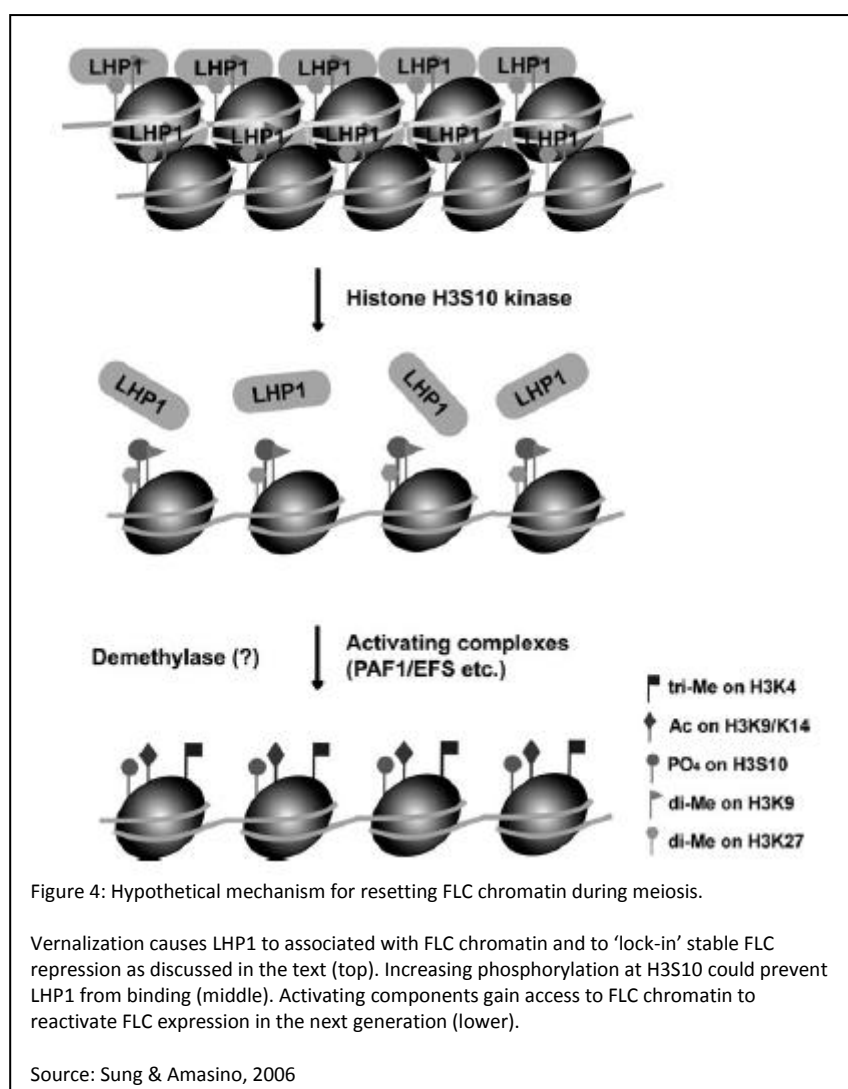 LHP1 LHP1 LHP1 LHP1 LHP1
LHP1 LHP1 LHP1 LHP1 LHP1
Histone H3S10 kinase
LHP1 LHP1 LHP1 LHP1
Demethylase (?)
Activating complexes
(PAF1/EFS etc.)
tri-Me on H3K4
Ac on H3K9/K14
PO₄ on H3S10
di-Me on H3K9
di-Me on H3K27
Figure 4: Hypothetical mechanism for resetting FLC chromatin during meiosis.
Vernalization causes LHP1 to associated with FLC chromatin and to ‘lock-in’ stable FLC
repression as discussed in the text (top). Increasing phosphorylation at H3S10 could prevent
LHP1 from binding (middle). Activating components gain access to FLC chromatin to
reactivate FLC expression in the next generation (lower).
Source: Sung & Amasino, 2006